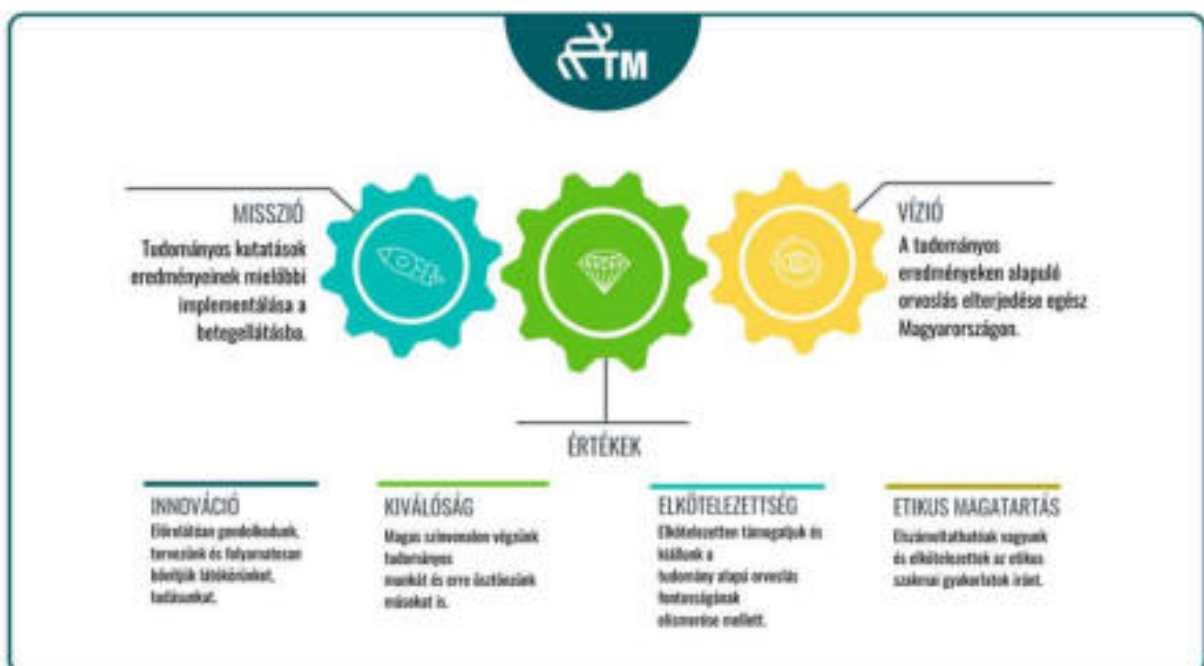 TM
MISSZIÓ
Tudományos kutatások
eredményeinek mielőbbi
implementálása a
betegellátásba.
VÍZIÓ
A tudományos
eredményeken alapuló
orvoslás elterjedése egész
Magyarországon.
ÉRTÉKEK
INNOVÁCIÓ
Előrelátóan gondolkodunk,
tervezünk és folyamatosan
bővítjük látókörünket,
tudásunkat.
KIVÁLÓSÁG
Magas színvonalon végzünk
tudományos
munkát és erre ösztönzünk
másokat is.
ELKÖTELEZETTSÉG
Elkötelezetten támogatjuk és
kiállunk a
tudomány alapú orvoslás
fontosságának
elismerése mellett.
ETIKUS MAGATARTÁS
Elszámoltathatóak vagyunk
és elkötelezettek az etikus
szakmai gyakorlatok iránt.